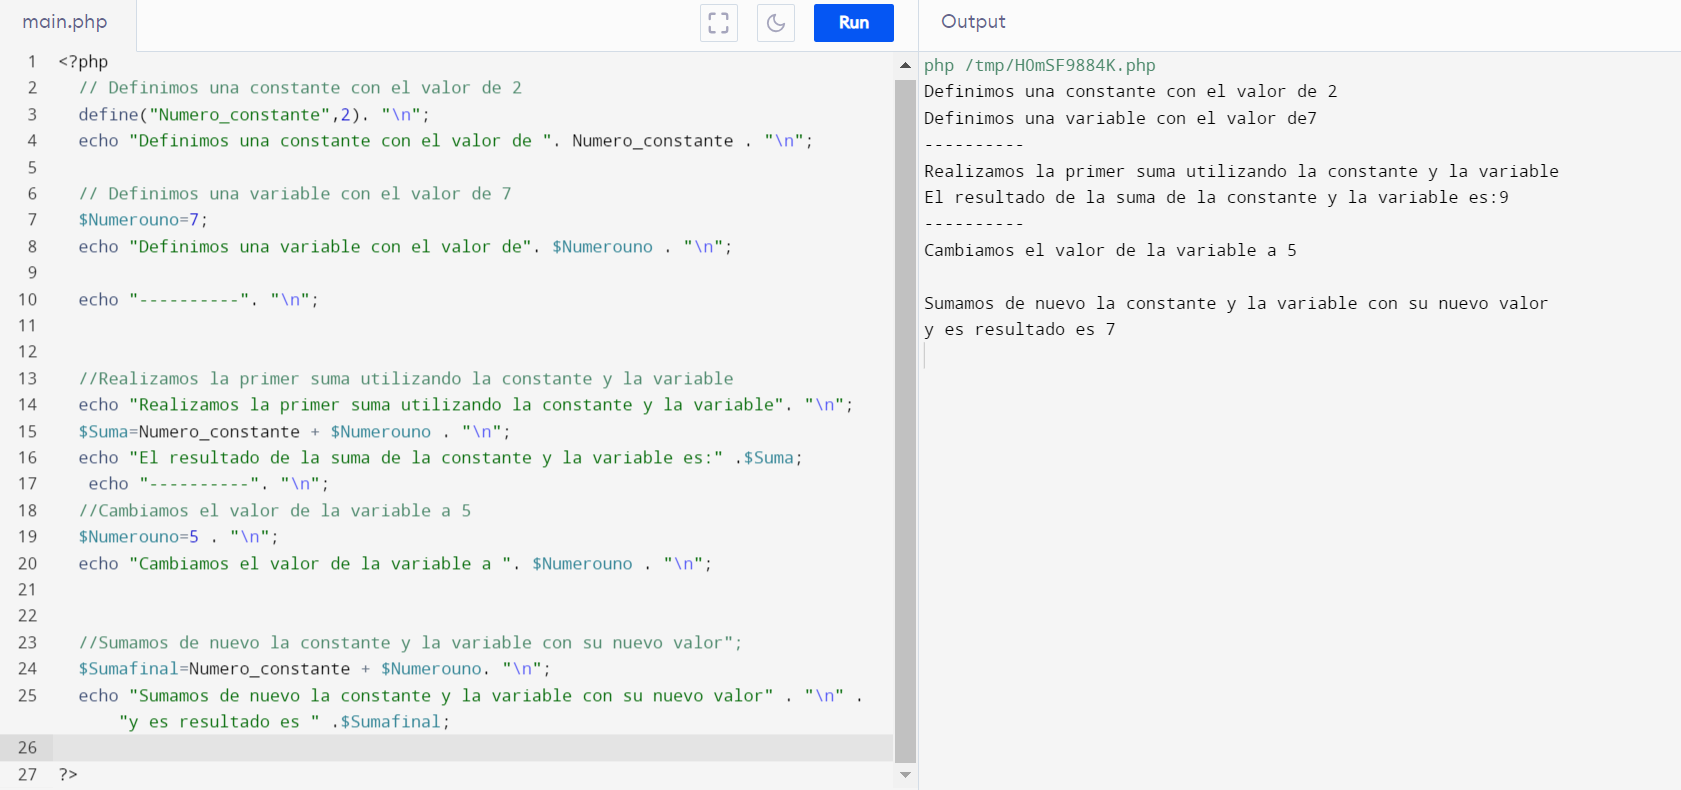 main.php
Run
Output
1 <?php
2 // Definimos una constante con el valor de 2
3 define("Numero_constante",2). "\n";
4 echo "Definimos una constante con el valor de ". Numero_constante . "\n";
5
6 // Definimos una variable con el valor de 7
7 $Numerouno=7;
8 echo "Definimos una variable con el valor de". $Numerouno . "\n";
9
10 echo "----------". "\n";
11
12
13 //Realizamos la primer suma utilizando la constante y la variable
14 echo "Realizamos la primer suma utilizando la constante y la variable". "\n";
15 $Suma=Numero_constante + $Numerouno . "\n";
16 echo "El resultado de la suma de la constante y la variable es:" .$Suma;
17 echo "----------". "\n";
18 //Cambiamos el valor de la variable a 5
19 $Numerouno=5 . "\n";
20 echo "Cambiamos el valor de la variable a ". $Numerouno . "\n";
21
22
23 //Sumamos de nuevo la constante y la variable con su nuevo valor";
24 $Sumafinal=Numero_constante + $Numerouno. "\n";
25 echo "Sumamos de nuevo la constante y la variable con su nuevo valor" . "\n" .
"y es resultado es " .$Sumafinal;
26
27 ?>
php /tmp/HOmSF9884K.php
Definimos una constante con el valor de 2
Definimos una variable con el valor de7
----------
Realizamos la primer suma utilizando la constante y la variable
El resultado de la suma de la constante y la variable es:9
----------
Cambiamos el valor de la variable a 5
Sumamos de nuevo la constante y la variable con su nuevo valor
y es resultado es 7